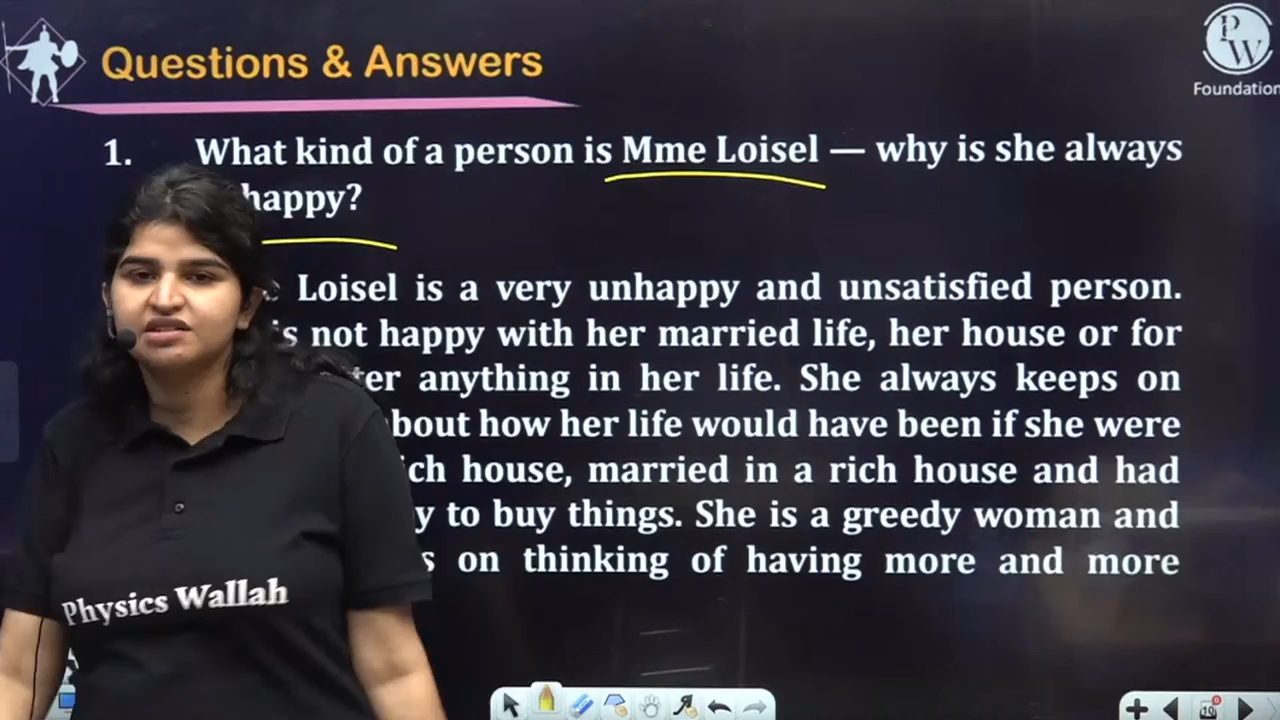 Questions & Answers
PW
Foundation
1. What kind of a person is Mme Loisel — why is she always
happy?
Loisel is a very unhappy and unsatisfied person.
not happy with her married life, her house or for
anything in her life. She always keeps on
how her life would have been if she were
house, married in a rich house and had
to buy things. She is a greedy woman and
on thinking of having more and more
Physics Wallah
10